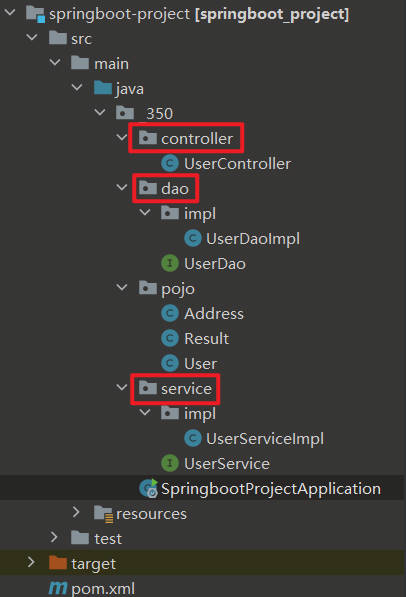 springboot-project [springboot_project]
src
main
java
_350
controller
UserController
dao
impl
UserDaoImpl
UserDao
pojo
Address
Result
User
service
impl
UserServiceImpl
UserService
SpringbootProjectApplication
resources
test
target
pom.xml